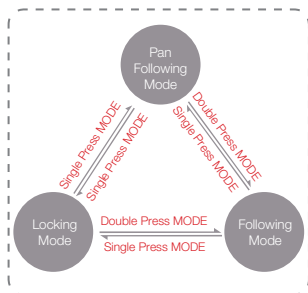 Pan
Following
Mode
Single Press MODE
Single Press MODE
Double Press MODE
Single Press MODE
Locking
Mode
Double Press MODE
Single Press MODE
Following
Mode